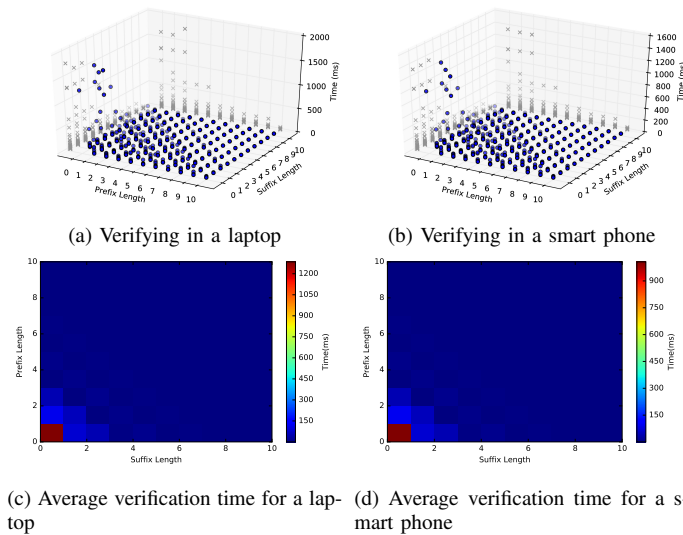 2000
1500
1000
500
0
Time (ms)
0 1 2 3 4 5 6 7 8 9 10
Prefix Length
0 1 2 3 4 5 6 7 8 9 10
Suffix Length
(a) Verifying in a laptop
1600
1400
1200
1000
800
600
400
200
0
Time (ms)
0 1 2 3 4 5 6 7 8 9 10
Prefix Length
0 1 2 3 4 5 6 7 8 9 10
Suffix Length
(b) Verifying in a smart phone
10
8
6
4
2
0
Prefix Length
0 2 4 6 8 10
Suffix Length
1200
1050
900
750
600
450
300
150
Time(ms)
(c) Average verification time for a lap-
top
10
8
6
4
2
0
Prefix Length
0 2 4 6 8 10
Suffix Length
900
750
600
450
300
150
Time(ms)
(d) Average verification time for a s
mart phone